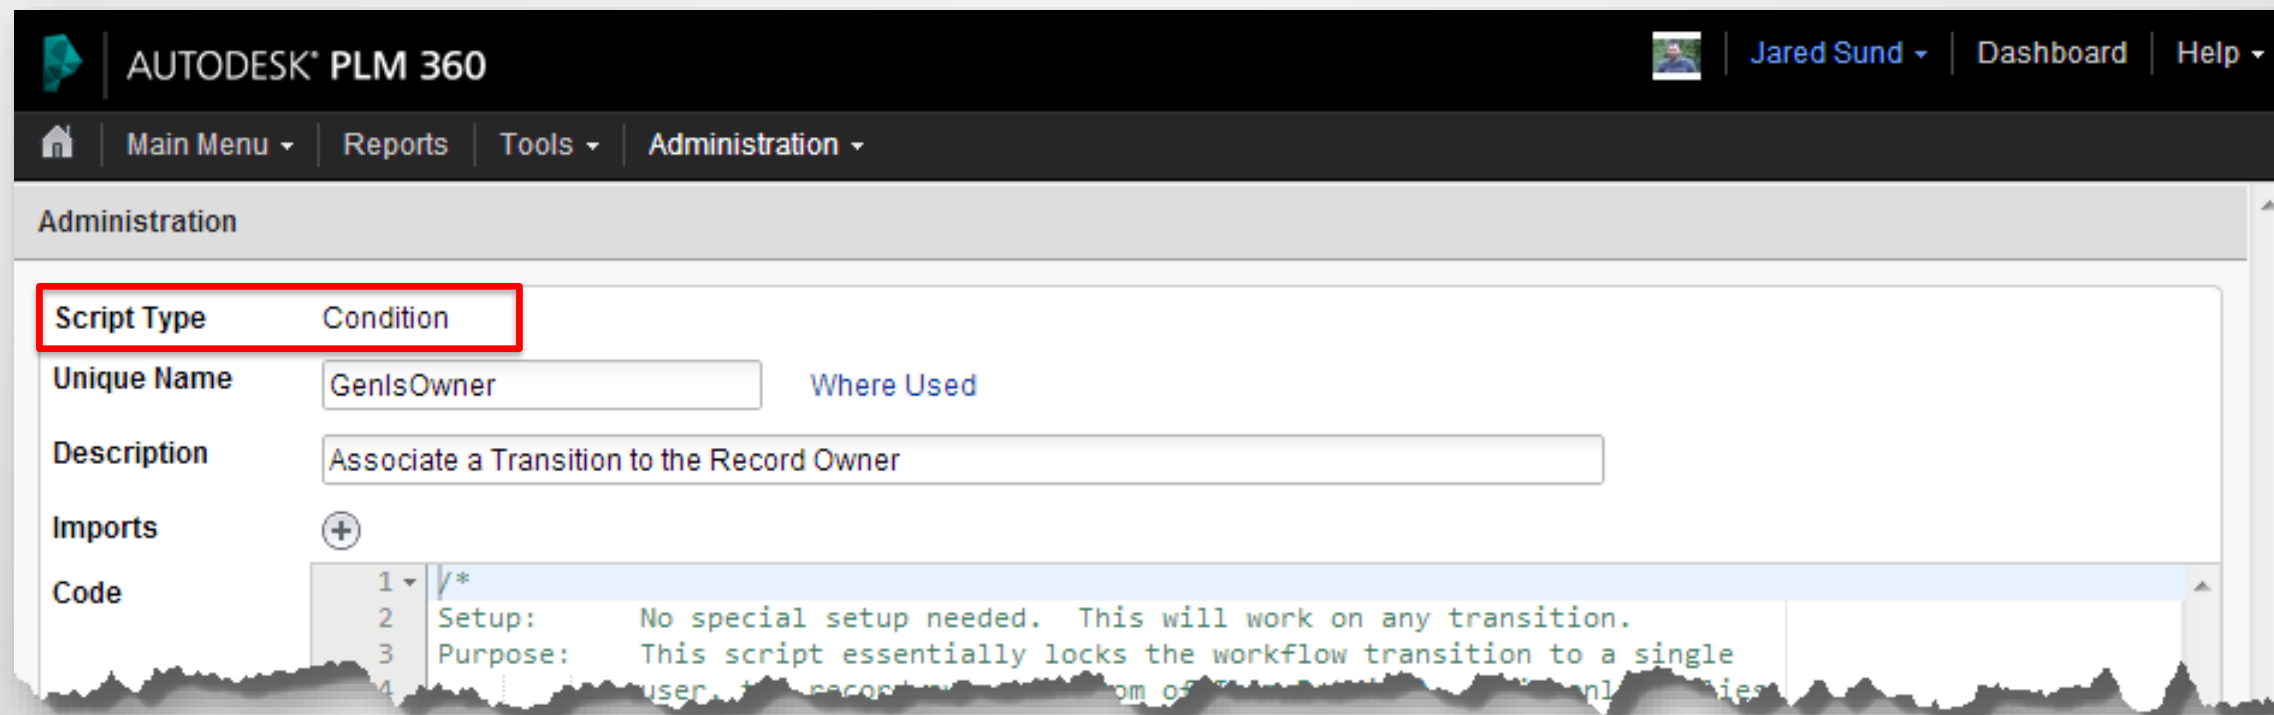 AUTODESK® PLM 360
Jared Sund Dashboard Help
Main Menu Reports Tools Administration
Administration
Script Type Condition
Unique Name GenIsOwner Where Used
Description Associate a Transition to the Record Owner
Imports
Code 1 /*
2 Setup: No special setup needed. This will work on any transition.
3 Purpose: This script essentially locks the workflow transition to a single
4 user,